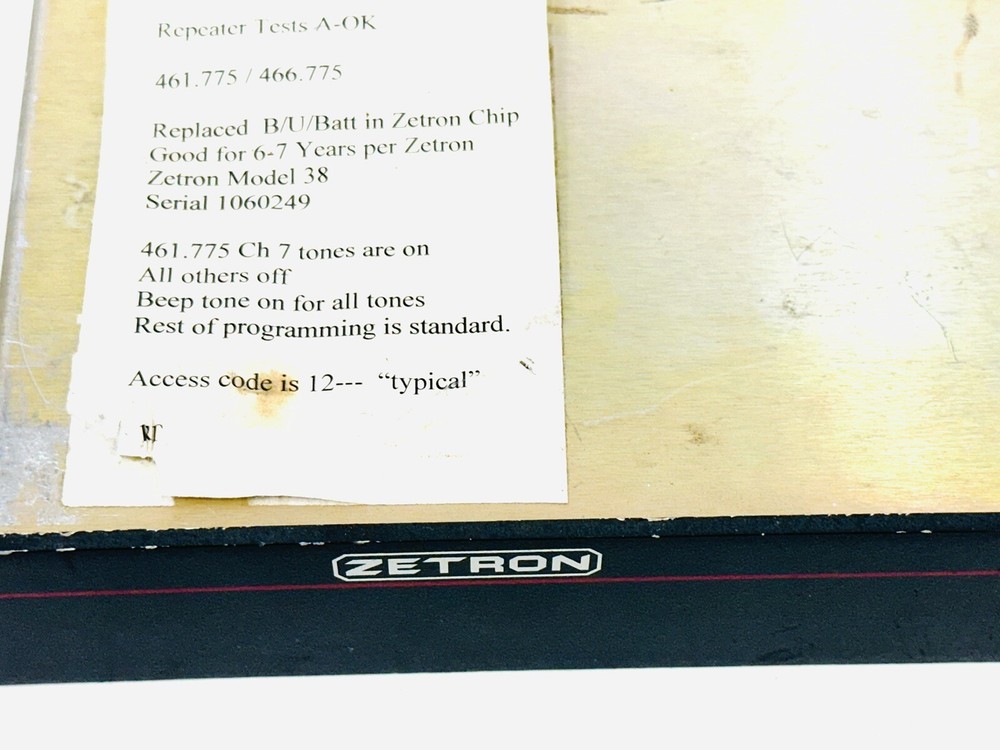 Repeater Tests A-OK
461.775 / 466.775
Replaced B/U/Batt in Zetron Chip
Good for 6-7 Years per Zetron
Zetron Model 38
Serial 1060249
461.775 Ch 7 tones are on
All others off
Beep tone on for all tones
Rest of programming is standard.
Access code is 12--- “typical”
ZETRON